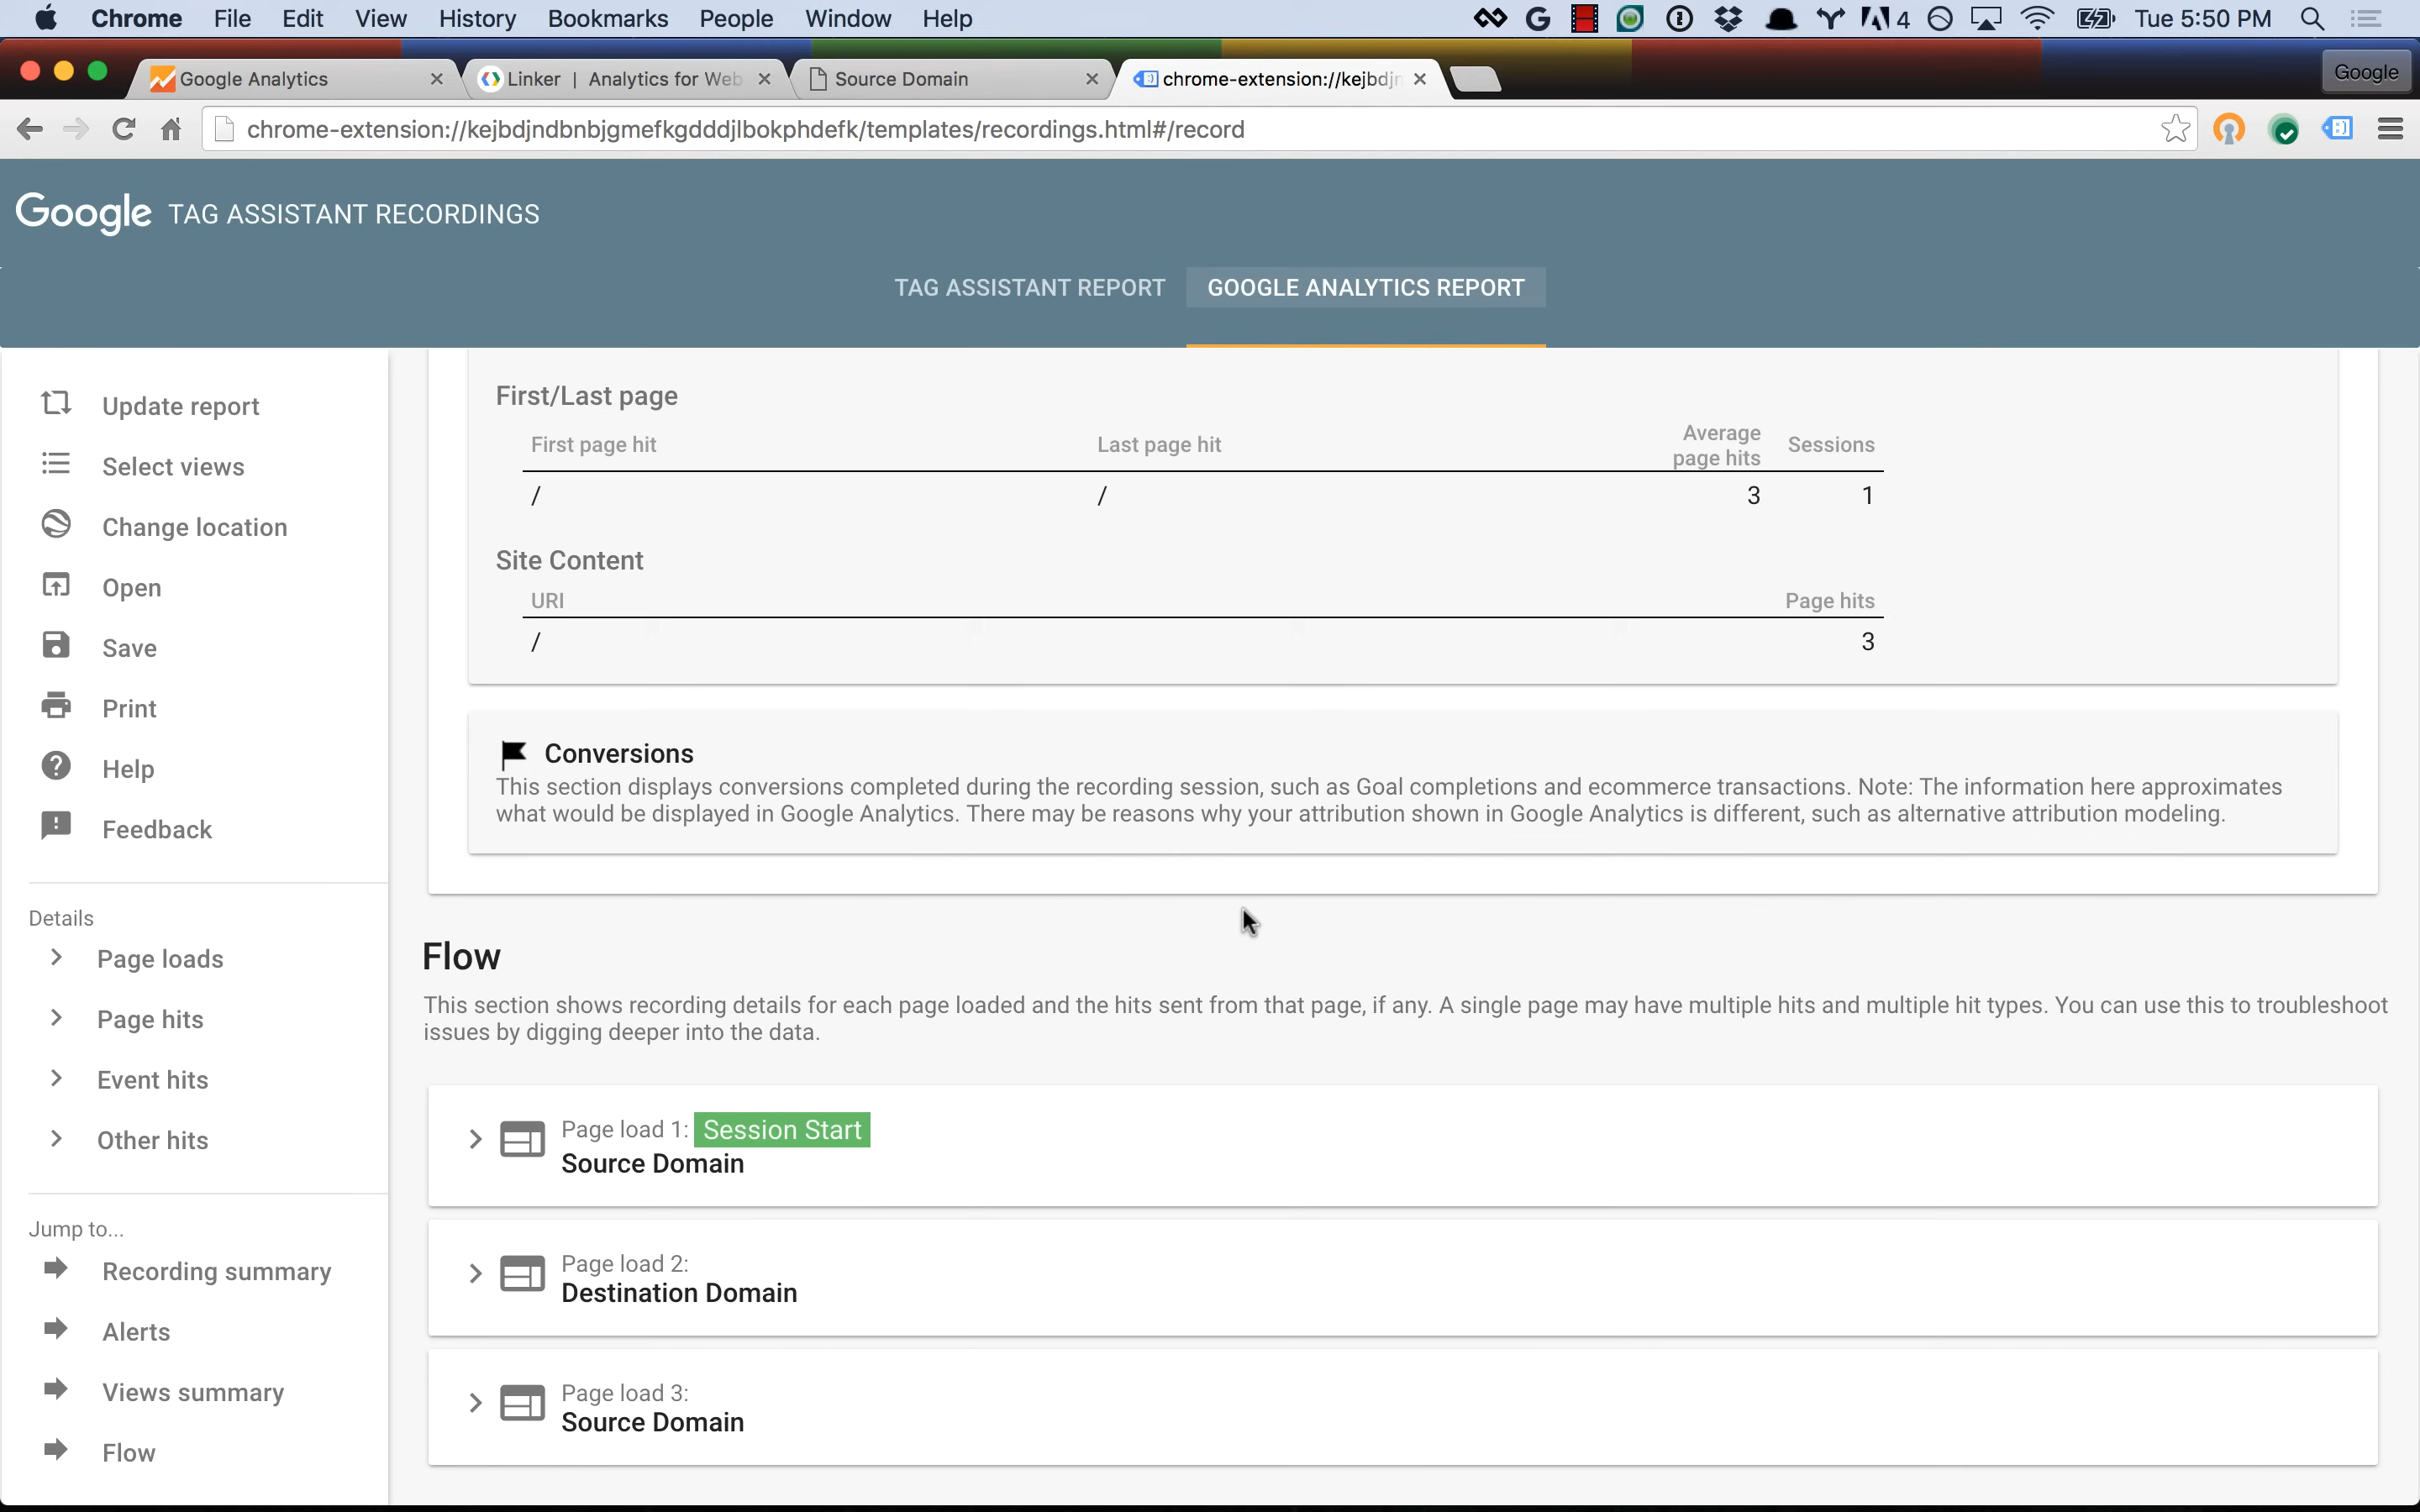 Chrome File Edit View History Bookmarks People Window Help 4 Tue 5:50 PM
Google Analytics Linker | Analytics for Web Source Domain chrome-extension://kejbdjn Google
chrome-extension://kejbdjndbnbjgmefkgdddjlbokphdefk/templates/recordings.html#/record
Google TAG ASSISTANT RECORDINGS
TAG ASSISTANT REPORT GOOGLE ANALYTICS REPORT
Update report
Select views
Change location
Open
Save
Print
Help
Feedback
Details
Page loads
Page hits
Event hits
Other hits
Jump to...
Recording summary
Alerts
Views summary
Flow
First/Last page
First page hit Last page hit Average page hits Sessions
/ / 3 1
Site Content
URI Page hits
/ 3
Conversions
This section displays conversions completed during the recording session, such as Goal completions and ecommerce transactions. Note: The information here approximates
what would be displayed in Google Analytics. There may be reasons why your attribution shown in Google Analytics is different, such as alternative attribution modeling.
Flow
This section shows recording details for each page loaded and the hits sent from that page, if any. A single page may have multiple hits and multiple hit types. You can use this to troubleshoot
issues by digging deeper into the data.
Page load 1: Session Start
Source Domain
Page load 2:
Destination Domain
Page load 3:
Source Domain